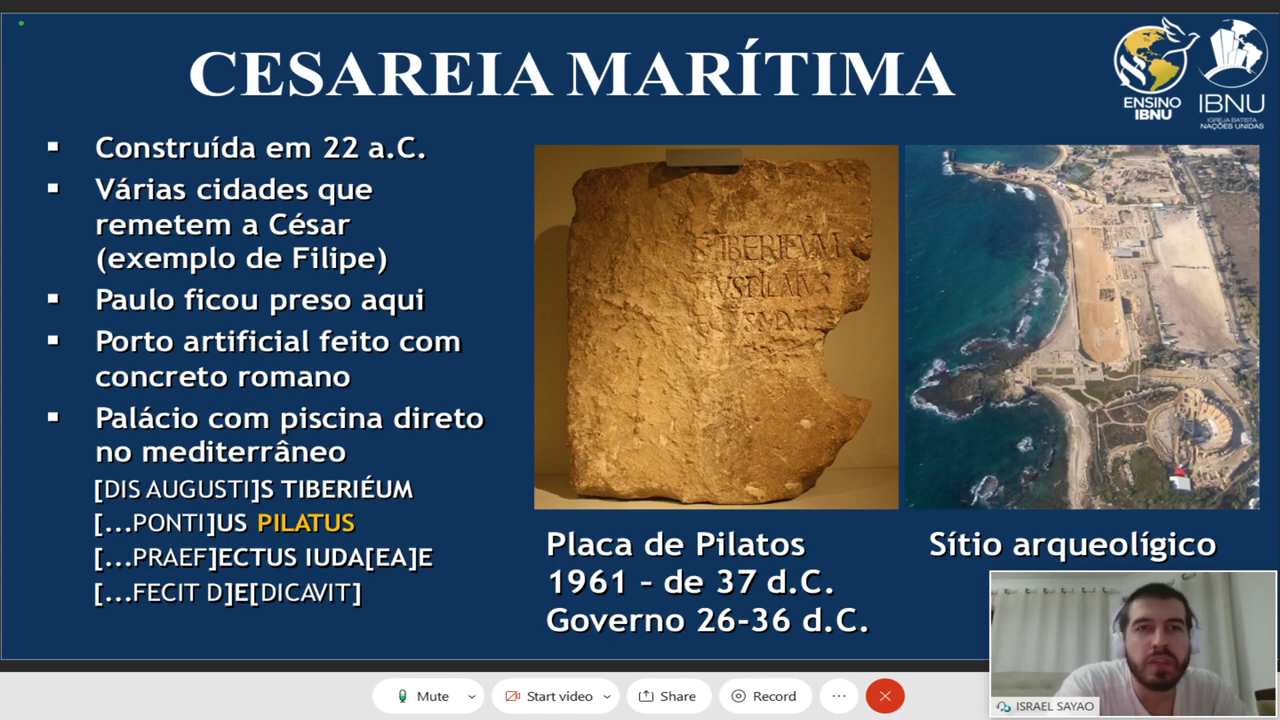 CESAREIA MARÍTIMA
ENSINO
IBNU
IBNU
IGREJA BATISTA
NAÇÕES UNIDAS
▪ Construída em 22 a.C.
▪ Várias cidades que
remetem a César
(exemplo de Filipe)
▪ Paulo ficou preso aqui
▪ Porto artificial feito com
concreto romano
▪ Palácio com piscina direto
no mediterrâneo
[DIS AUGUSTI]S TIBERIÉUM
[...PONTI]US PILATUS
[...PRAEF]ECTUS IUDA[EA]E
[...FECIT D]E[DICAVIT]
TIBERIEVM
Placa de Pilatos
1961 – de 37 d.C.
Governo 26-36 d.C.
Sítio arqueolígico
ISRAEL SAYAO
Mute
Start video
Share
Record